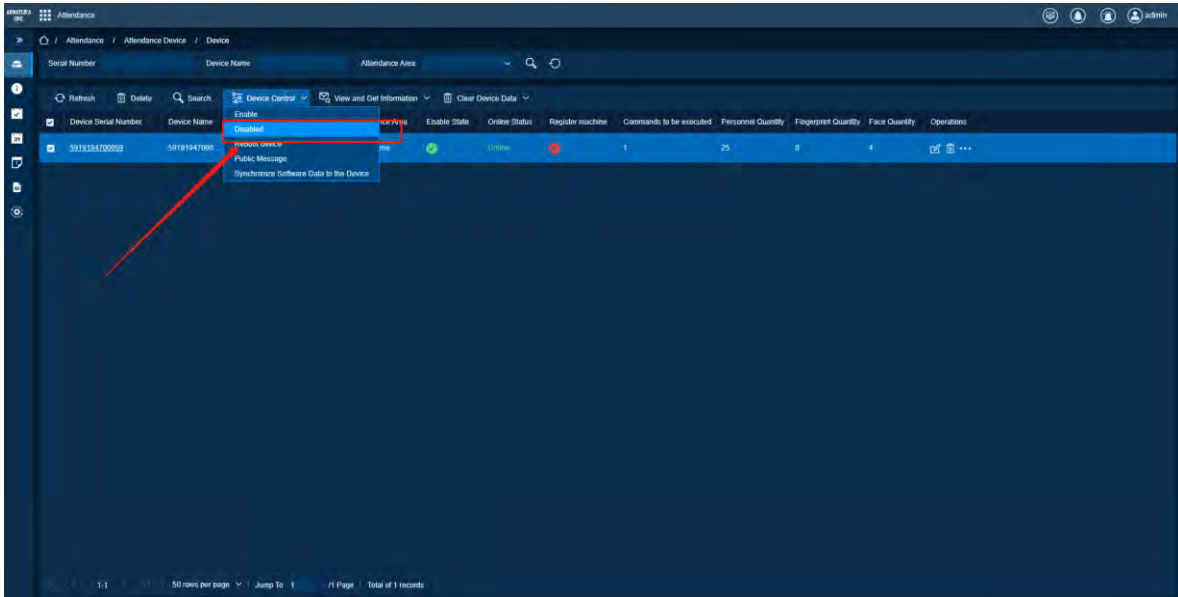 Attendance admin
/ Attendance / Attendance Device / Device
Serial Number Device Name Attendance Area
Refresh Delete Search Device Control View and Get Information Clear Device Data
Device Serial Number Device Name Area Enable State Online Status Register machine Commands to be executed Personnel Quantity Fingerprint Quantity Face Quantity Operations
5919194700959 59191947009... Online 1 25 0 4
Enable
Disabled
Reboot Device
Public Message
Synchronize Software Data to the Device
1-1 50 rows per page Jump To 1 /1 Page Total of 1 records